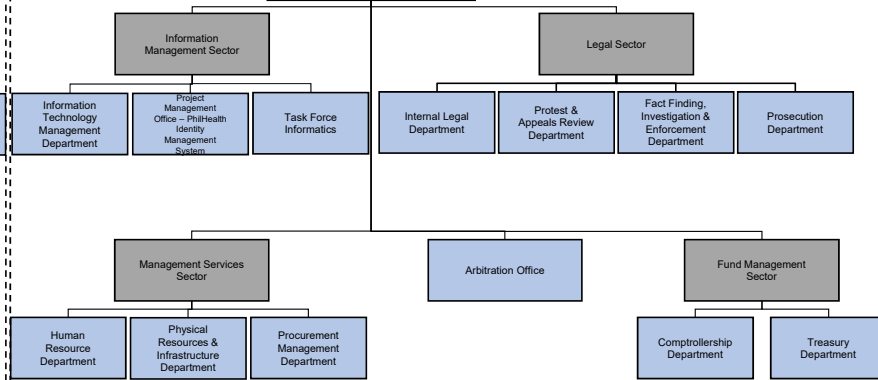 Information
Management Sector
Legal Sector
Information
Technology
Management
Department
Project
Management
Office – PhilHealth
Identity
Management
System
Task Force
Informatics
Internal Legal
Department
Protest &
Appeals Review
Department
Fact Finding,
Investigation &
Enforcement
Department
Prosecution
Department
Management Services
Sector
Arbitration Office
Fund Management
Sector
Human
Resource
Department
Physical
Resources &
Infrastructure
Department
Procurement
Management
Department
Comptrollership
Department
Treasury
Department